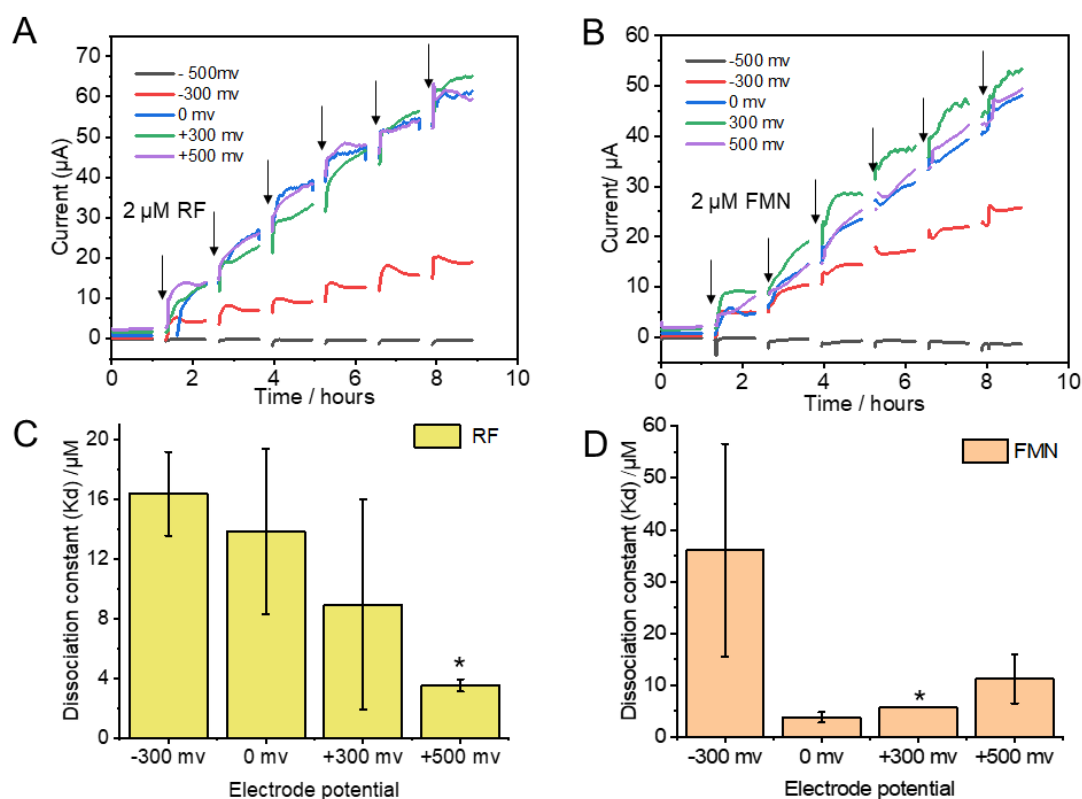 A
Current (µA)
70
60
50
40
30
20
10
0
- 500mv
-300 mv
0 mv
+300 mv
+500 mv
2 µM RF
0
2
4
6
8
10
Time / hours
B
Current/ µA
60
50
40
30
20
10
0
-500 mv
-300 mv
0 mv
300 mv
500 mv
2 µM FMN
0
2
4
6
8
10
Time / hours
C
Dissociation constant (Kd) /µM
20
16
12
8
4
0
RF
*
-300 mv
0 mv
+300 mv
+500 mv
Electrode potential
D
Dissociation constant (Kd) /µM
60
50
40
30
20
10
0
FMN
*
-300 mv
0 mv
+300 mv
+500 mv
Electrode potential